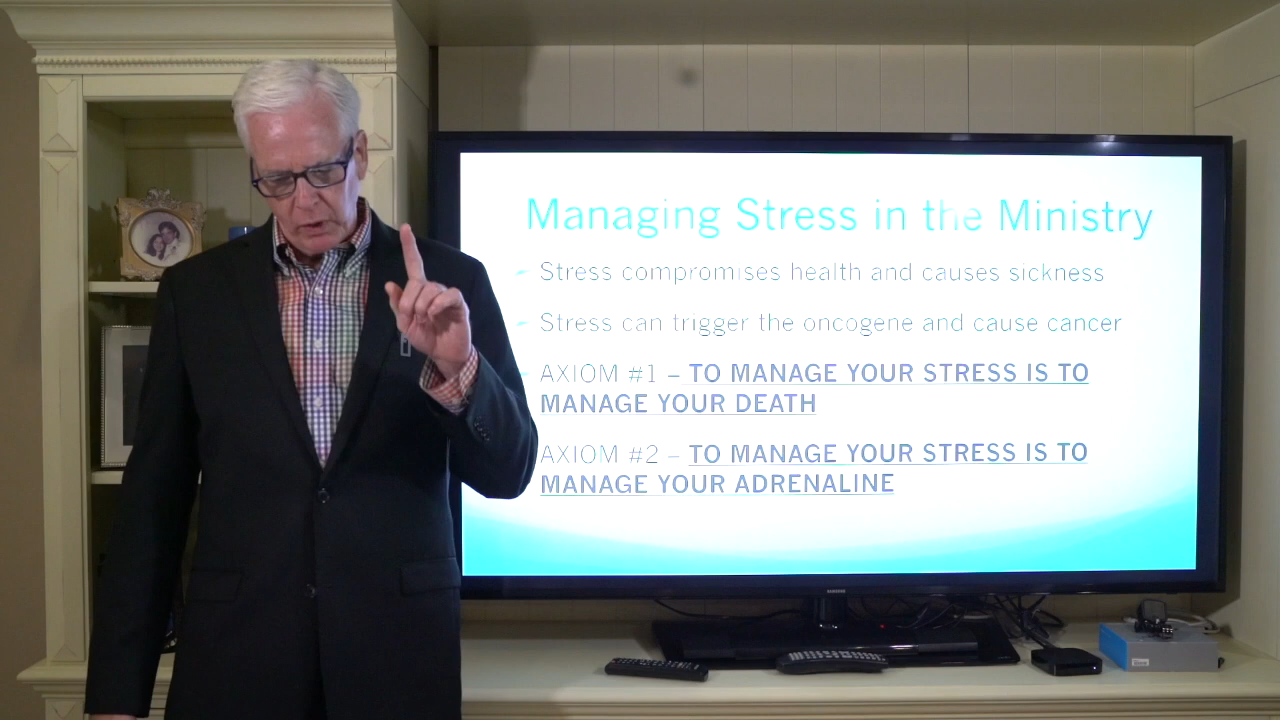 Managing Stress in the Ministry
Stress compromises health and causes sickness
Stress can trigger the oncogene and cause cancer
AXIOM #1 – TO MANAGE YOUR STRESS IS TO
MANAGE YOUR DEATH
AXIOM #2 – TO MANAGE YOUR STRESS IS TO
MANAGE YOUR ADRENALINE
SAMSUNG